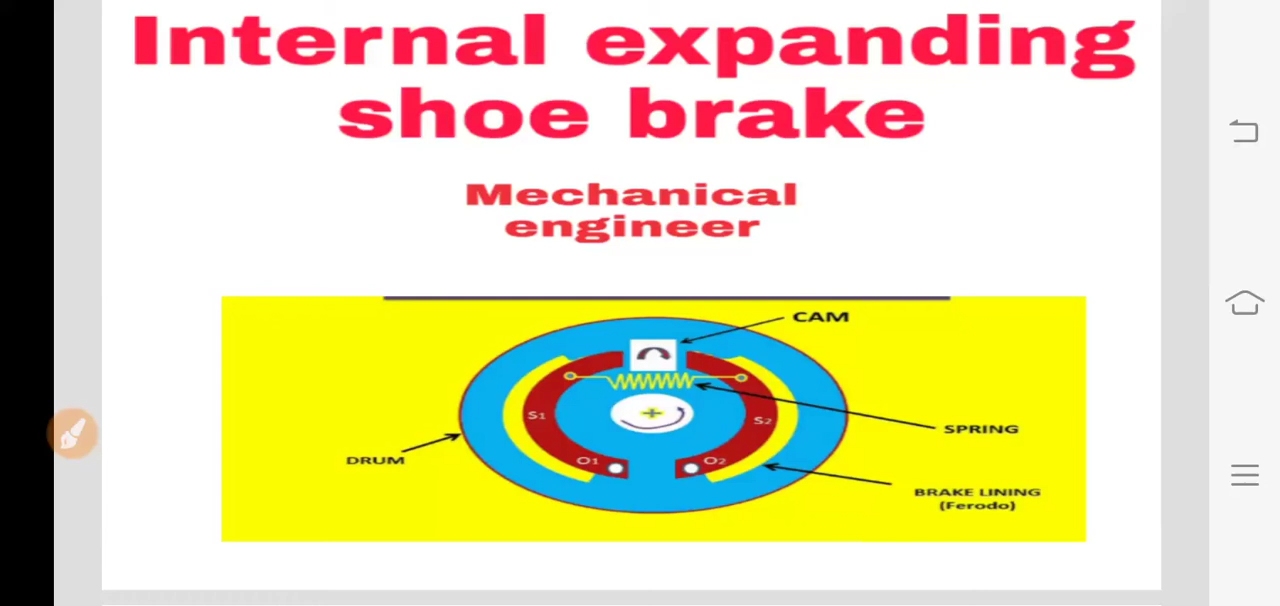 Internal expanding
shoe brake
Mechanical
engineer
CAM
S1
S2
SPRING
DRUM
O1
O2
BRAKE LINING
(Ferodo)